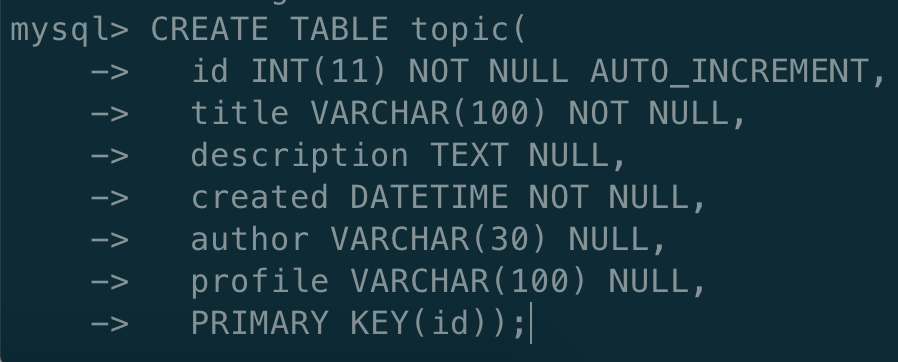 mysql> CREATE TABLE topic(
    ->   id INT(11) NOT NULL AUTO_INCREMENT,
    ->   title VARCHAR(100) NOT NULL,
    ->   description TEXT NULL,
    ->   created DATETIME NOT NULL,
    ->   author VARCHAR(30) NULL,
    ->   profile VARCHAR(100) NULL,
    ->   PRIMARY KEY(id));